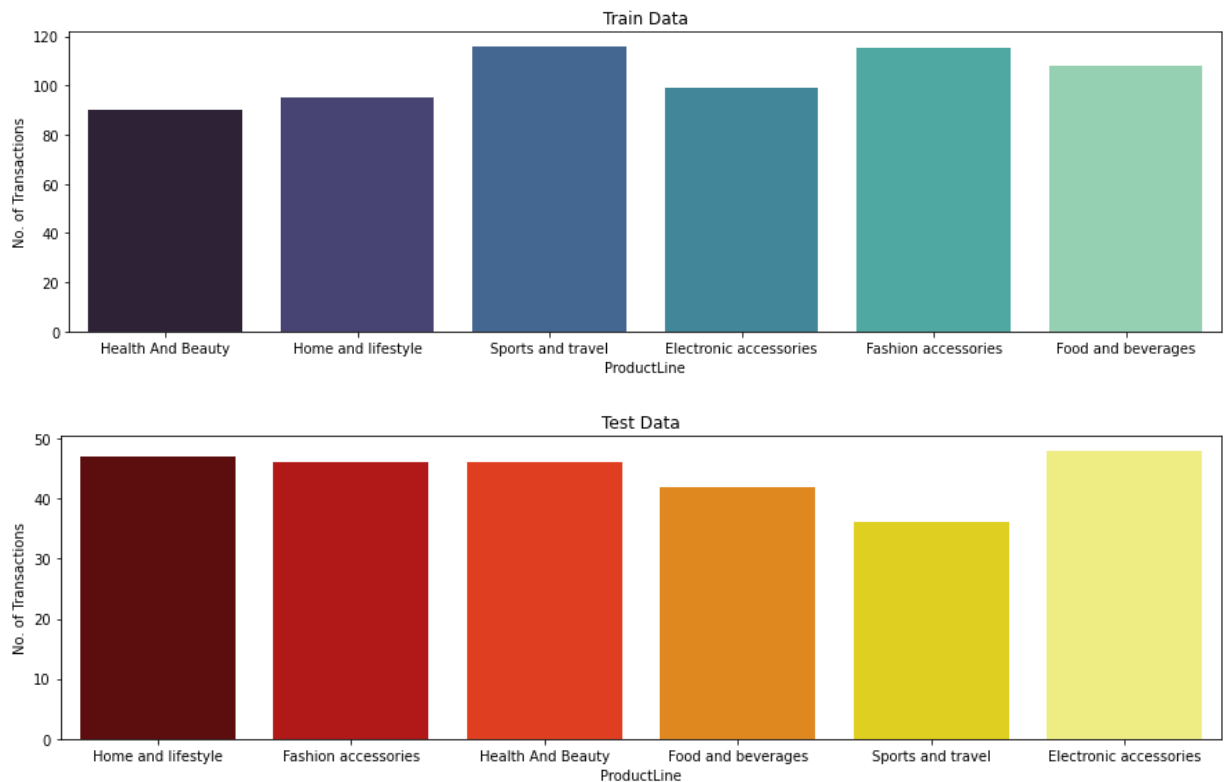 Train Data
120
100
80
60
40
20
0
No. of Transactions
Health And Beauty Home and lifestyle Sports and travel Electronic accessories Fashion accessories Food and beverages
ProductLine
Test Data
50
40
30
20
10
0
No. of Transactions
Home and lifestyle Fashion accessories Health And Beauty Food and beverages Sports and travel Electronic accessories
ProductLine